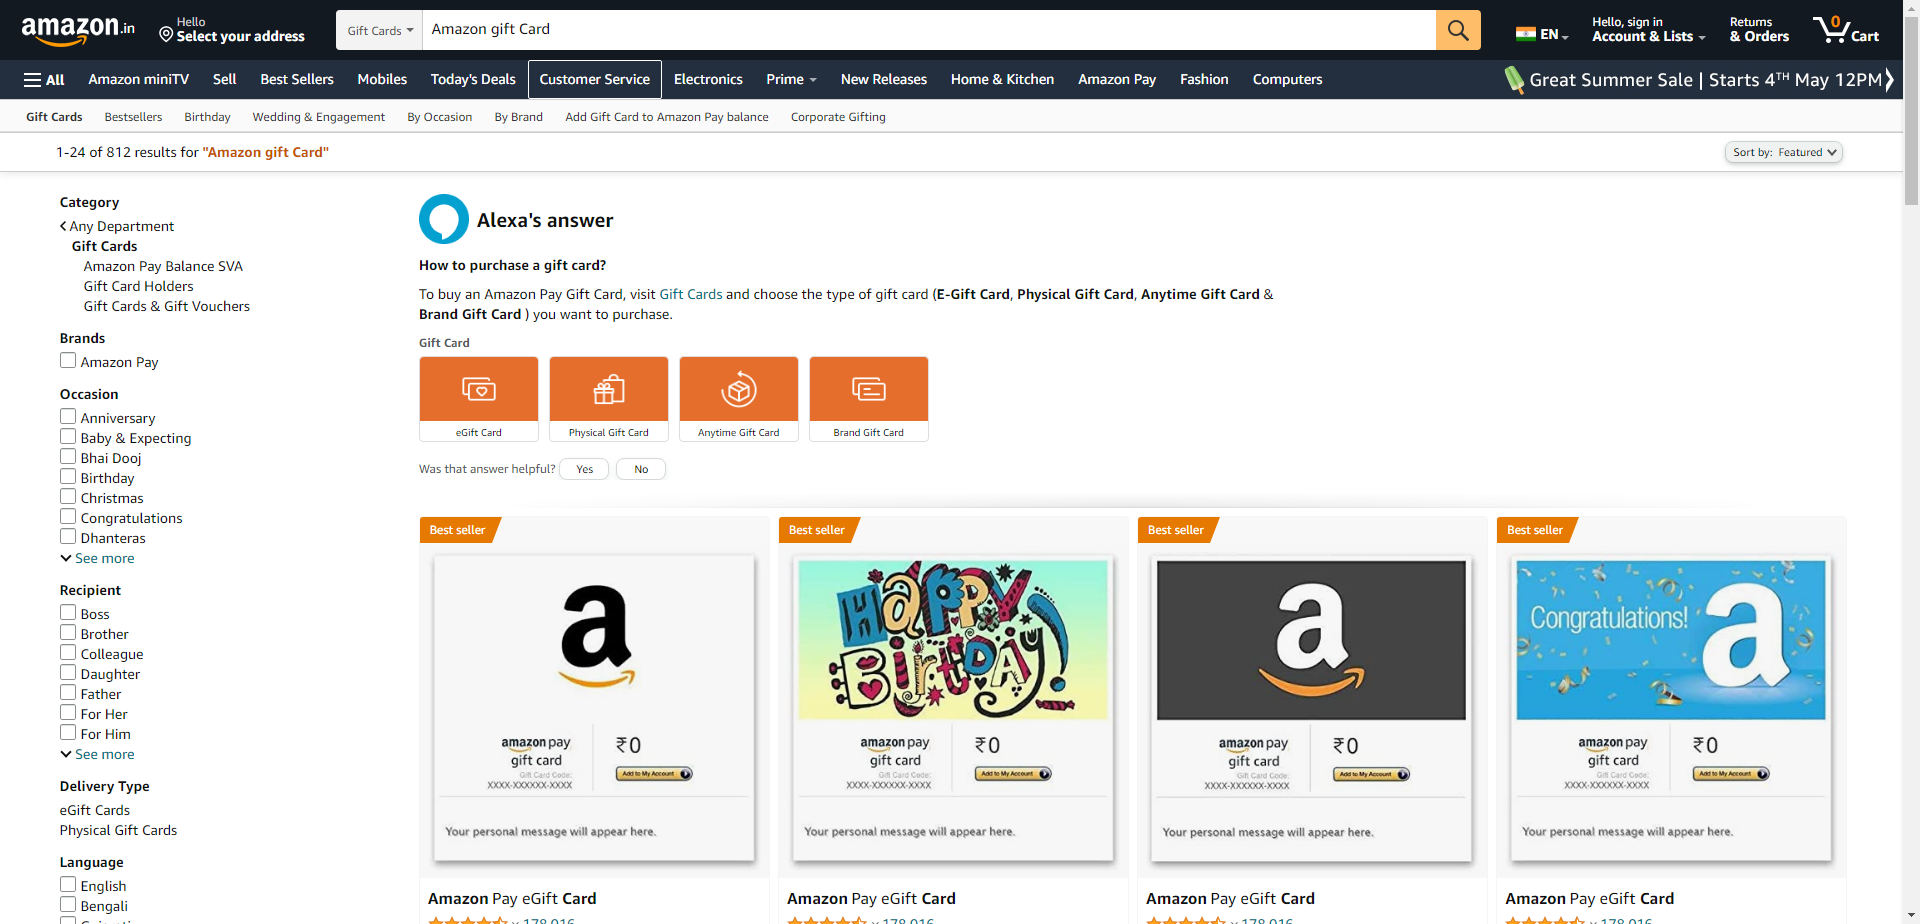 amazon.in
Hello
Select your address
Gift Cards
Amazon gift Card
EN
Hello, sign in
Account & Lists
Returns
& Orders
0
Cart
All
Amazon miniTV
Sell
Best Sellers
Mobiles
Today's Deals
Customer Service
Electronics
Prime
New Releases
Home & Kitchen
Amazon Pay
Fashion
Computers
Great Summer Sale | Starts 4TH May 12PM
Gift Cards
Bestsellers
Birthday
Wedding & Engagement
By Occasion
By Brand
Add Gift Card to Amazon Pay balance
Corporate Gifting
1-24 of 812 results for "Amazon gift Card"
Sort by: Featured
Category
Any Department
Gift Cards
Amazon Pay Balance SVA
Gift Card Holders
Gift Cards & Gift Vouchers
Brands
Amazon Pay
Occasion
Anniversary
Baby & Expecting
Bhai Dooj
Birthday
Christmas
Congratulations
Dhanteras
See more
Recipient
Boss
Brother
Colleague
Daughter
Father
For Her
For Him
See more
Delivery Type
eGift Cards
Physical Gift Cards
Language
English
Bengali
Alexa's answer
How to purchase a gift card?
To buy an Amazon Pay Gift Card, visit Gift Cards and choose the type of gift card (E-Gift Card, Physical Gift Card, Anytime Gift Card &
Brand Gift Card ) you want to purchase.
Gift Card
eGift Card
Physical Gift Card
Anytime Gift Card
Brand Gift Card
Was that answer helpful?
Yes
No
Best seller
a
amazon pay
gift card
Gift Card Code:
XXXX-XXXXXX-XXXX
₹0
Add to My Account
Your personal message will appear here.
Amazon Pay eGift Card
178,016
Best seller
Happy
Birthday!
amazon pay
gift card
Gift Card Code:
XXXX-XXXXXX-XXXX
₹0
Add to My Account
Your personal message will appear here.
Amazon Pay eGift Card
178,016
Best seller
a
amazon pay
gift card
Gift Card Code:
XXXX-XXXXXX-XXXX
₹0
Add to My Account
Your personal message will appear here.
Amazon Pay eGift Card
178,016
Best seller
Congratulations!
a
amazon pay
gift card
Gift Card Code:
XXXX-XXXXXX-XXXX
₹0
Add to My Account
Your personal message will appear here.
Amazon Pay eGift Card
178,016